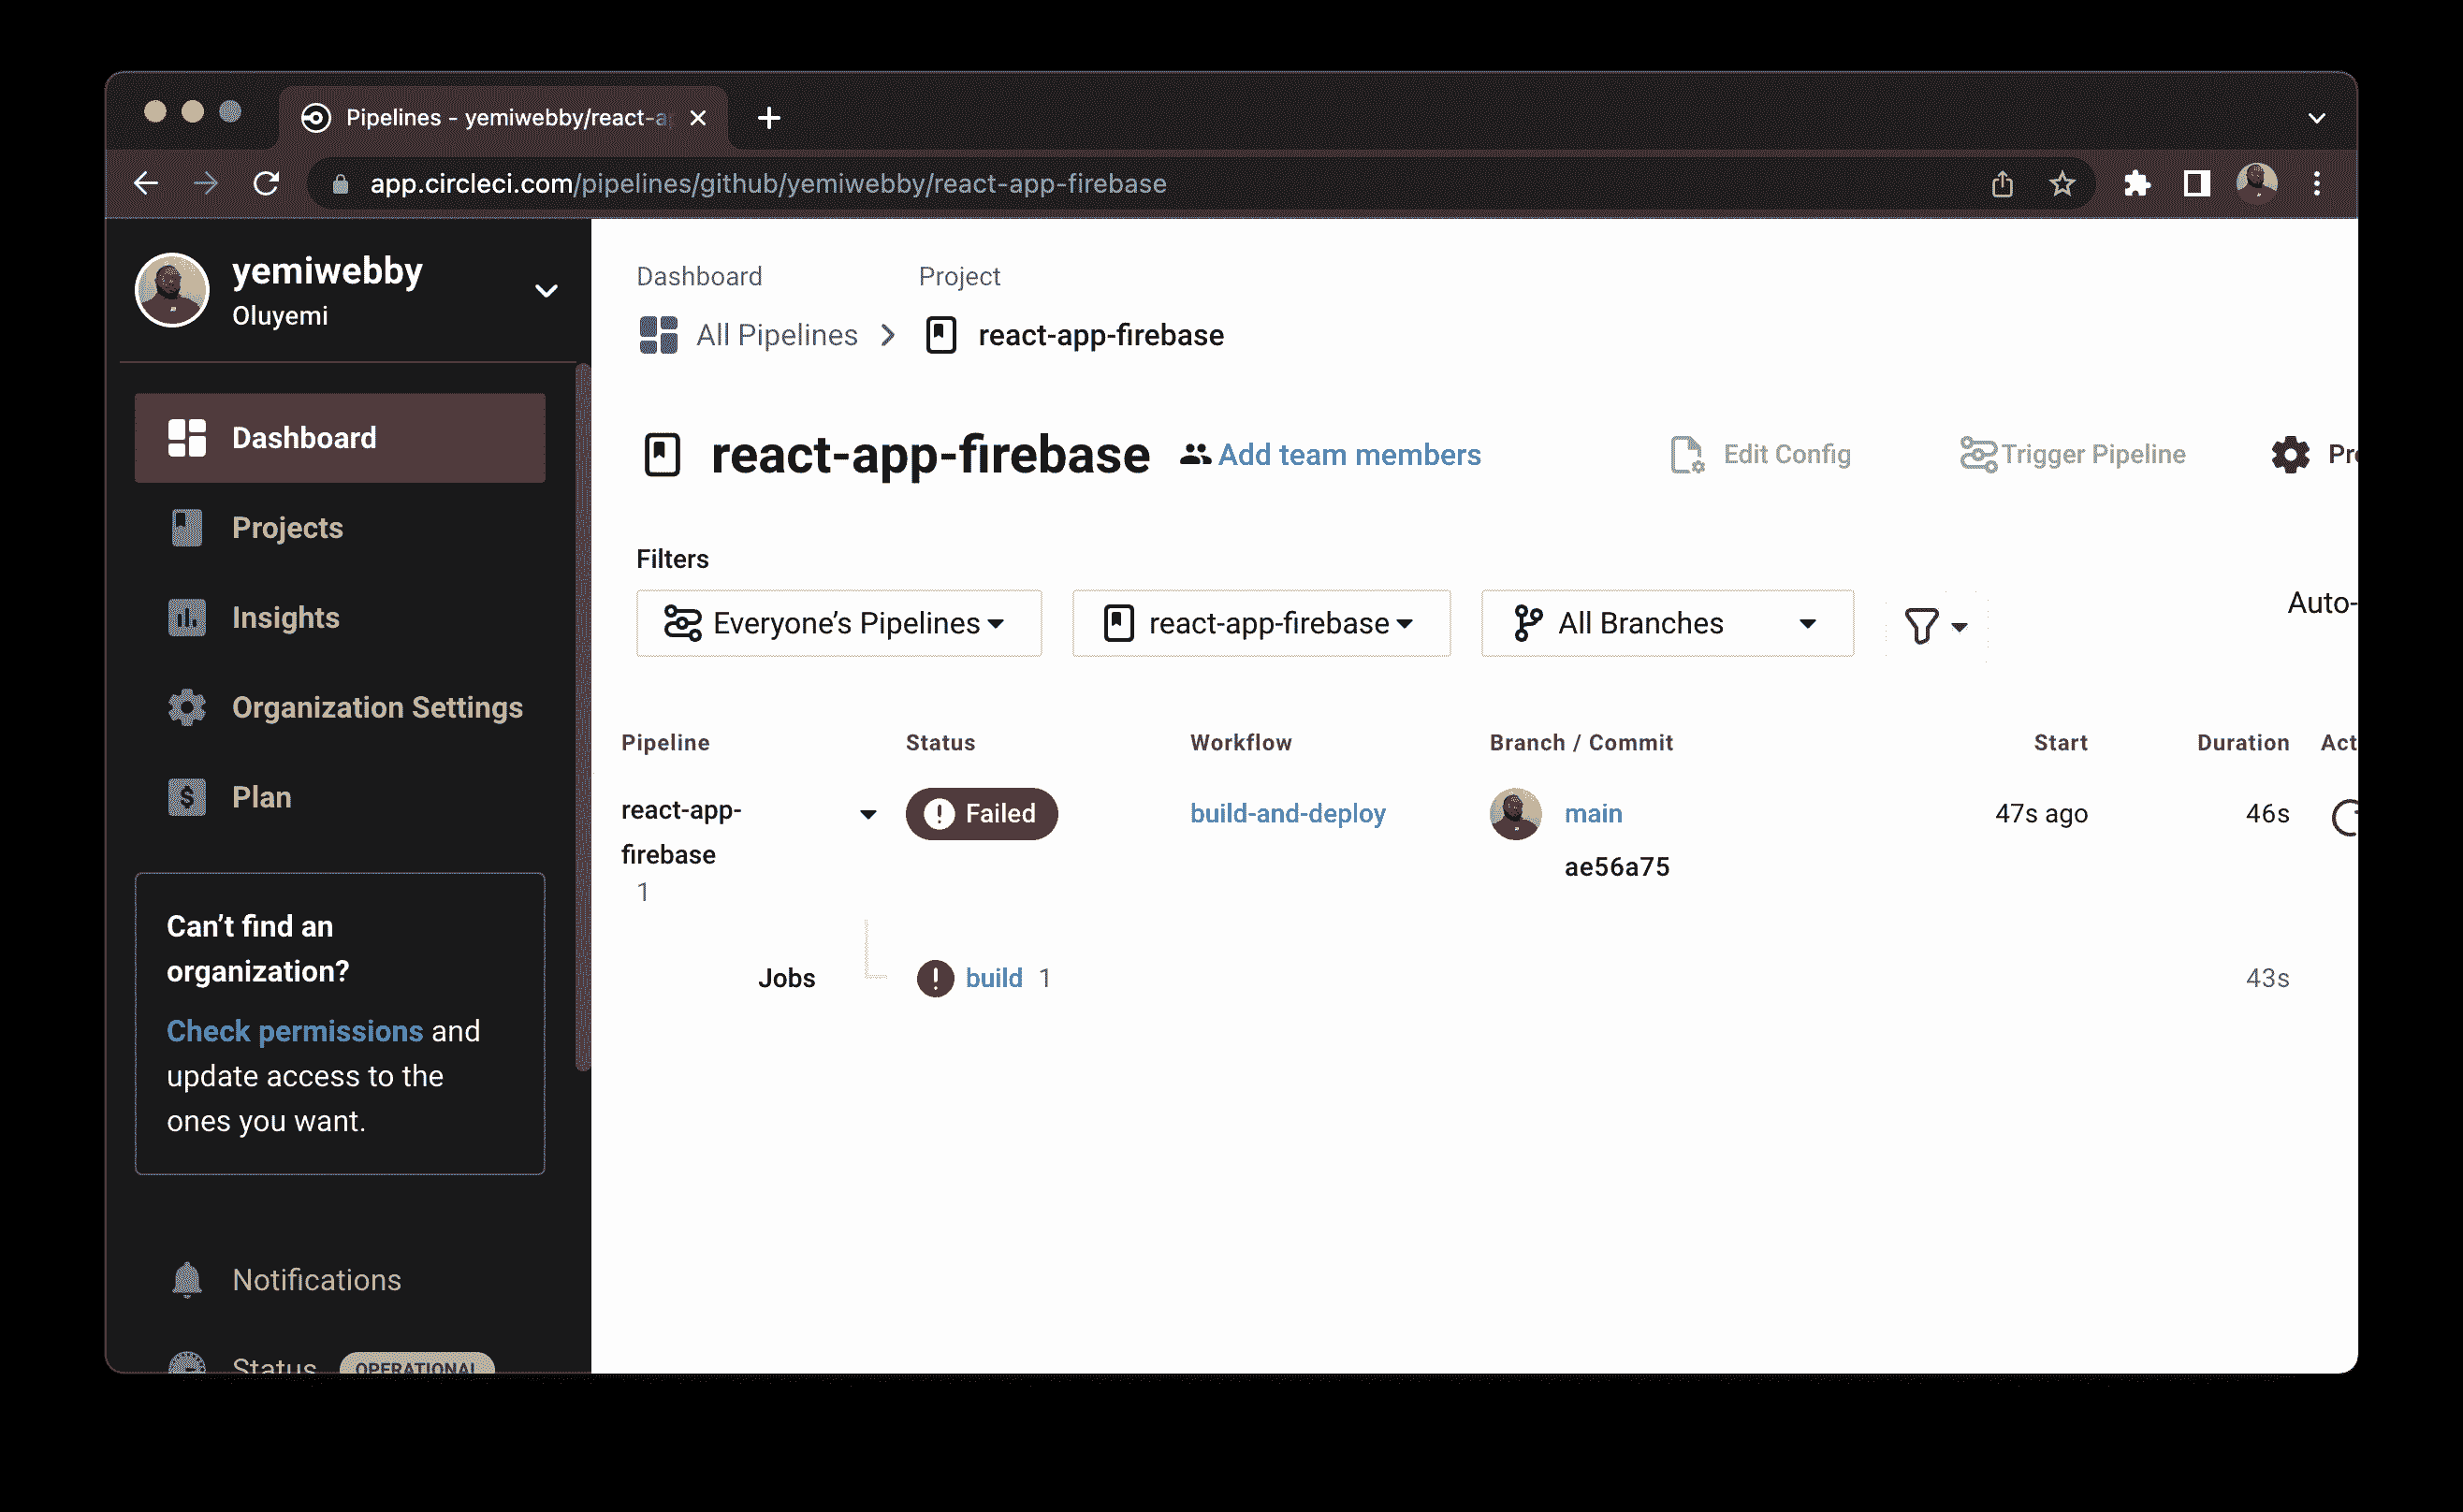 Pipelines - yemiwebby/react-a
app.circleci.com/pipelines/github/yemiwebby/react-app-firebase
yemiwebby
Oluyemi
Dashboard
Projects
Insights
Organization Settings
Plan
Can't find an
organization?
Check permissions and
update access to the
ones you want.
Notifications
Status OPERATIONAL
Dashboard Project
All Pipelines react-app-firebase
react-app-firebase Add team members Edit Config Trigger Pipeline
Filters
Everyone's Pipelines react-app-firebase All Branches Auto-
Pipeline Status Workflow Branch / Commit Start Duration Act
react-app-
firebase
1
Failed build-and-deploy main 47s ago 46s
ae56a75
Jobs build 1 43s